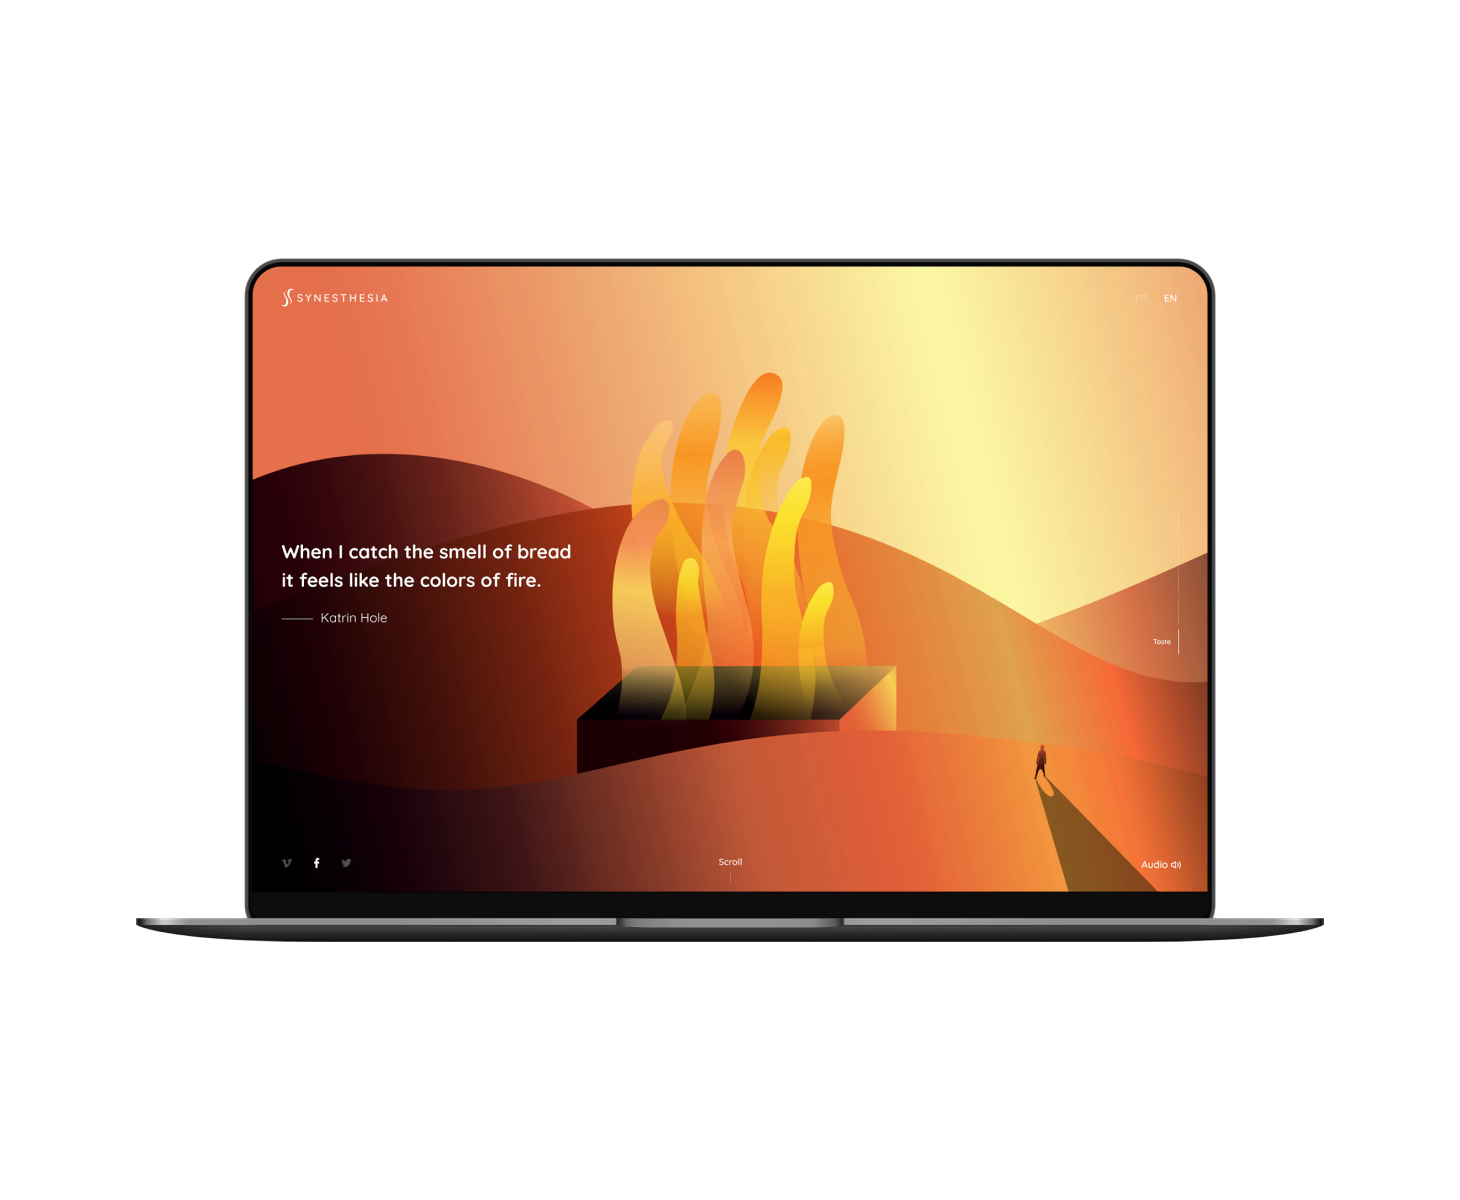 SYNESTHESIA
FR EN
When I catch the smell of bread
it feels like the colors of fire.
Katrin Hole
Taste
Scroll
Audio